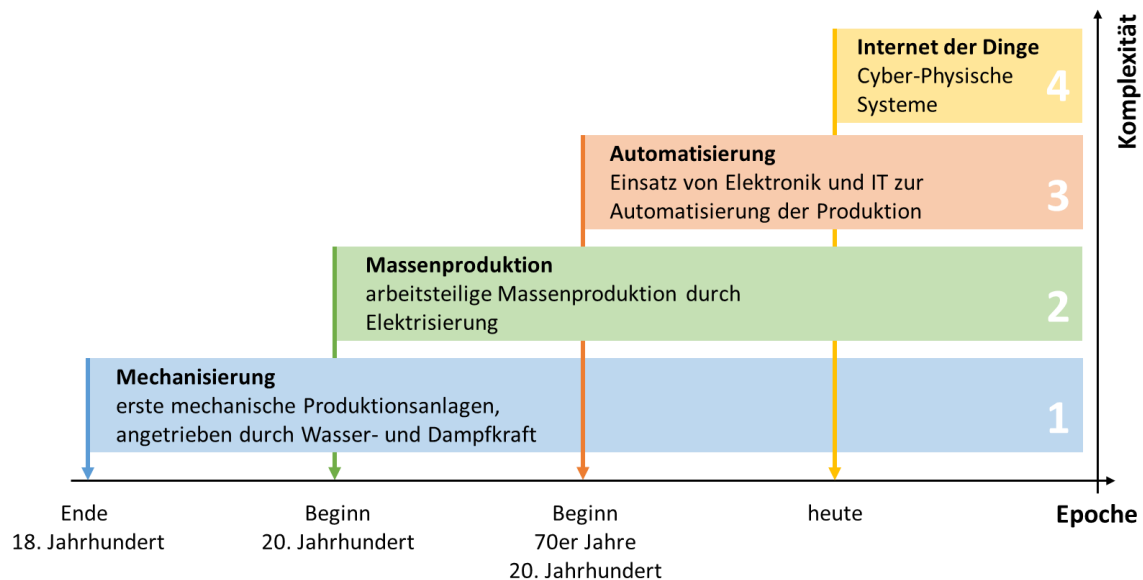 Internet der Dinge
Cyber-Physische
Systeme
4
Komplexität
Automatisierung
Einsatz von Elektronik und IT zur
Automatisierung der Produktion
3
Massenproduktion
arbeitsteilige Massenproduktion durch
Elektrisierung
2
Mechanisierung
erste mechanische Produktionsanlagen,
angetrieben durch Wasser- und Dampfkraft
1
Ende
18. Jahrhundert
Beginn
20. Jahrhundert
Beginn
70er Jahre
20. Jahrhundert
heute
Epoche